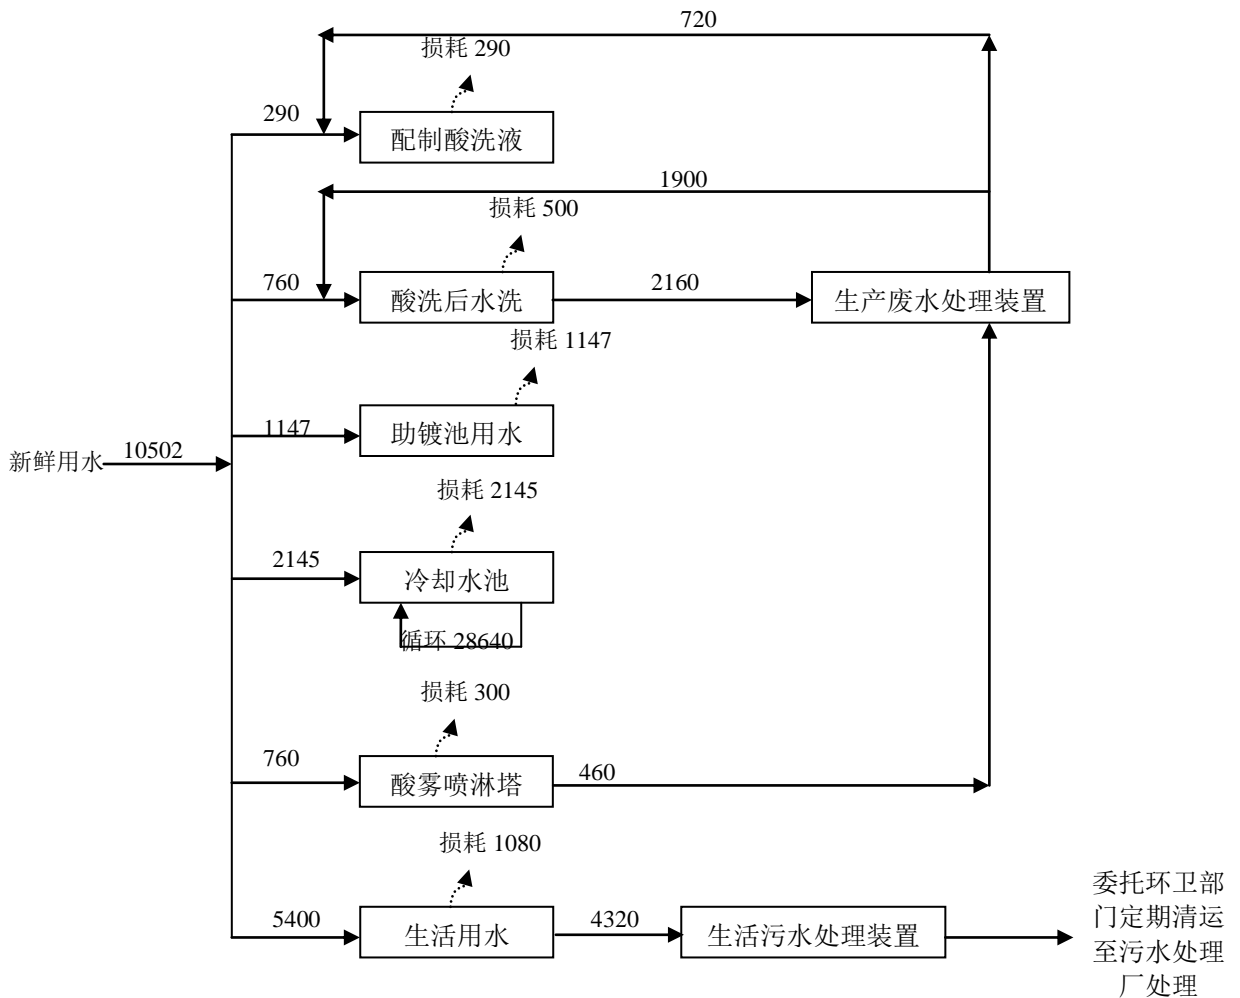 720
损耗 290
290
配制酸洗液
1900
损耗 500
760
酸洗后水洗
2160
生产废水处理装置
损耗 1147
1147
助镀池用水
新鲜用水
10502
损耗 2145
2145
冷却水池
循环 28640
损耗 300
760
酸雾喷淋塔
460
损耗 1080
5400
生活用水
4320
生活污水处理装置
委托环卫部
门定期清运
至污水处理
厂处理